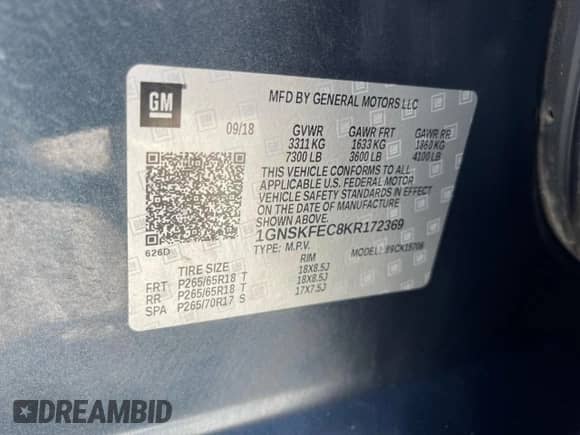 GM
MFD BY GENERAL MOTORS LLC
09/18 GVWR GAWR FRT GAWR RR
3311 KG 1633 KG 1860 KG
7300 LB 3600 LB 4100 LB
THIS VEHICLE CONFORMS TO ALL
APPLICABLE U.S. FEDERAL MOTOR
VEHICLE SAFETY STANDARDS IN EFFECT
ON THE DATE OF MANUFACTURE
SHOWN ABOVE.
1GNSKFEC8KR172369
626D TYPE: M.P.V. MODEL:
TIRE SIZE RIM
FRT P265/65R18 T 18X8.5J
RR P265/65R18 T 18X8.5J
SPA P265/70R17 S 17X7.5J
DREAMBID